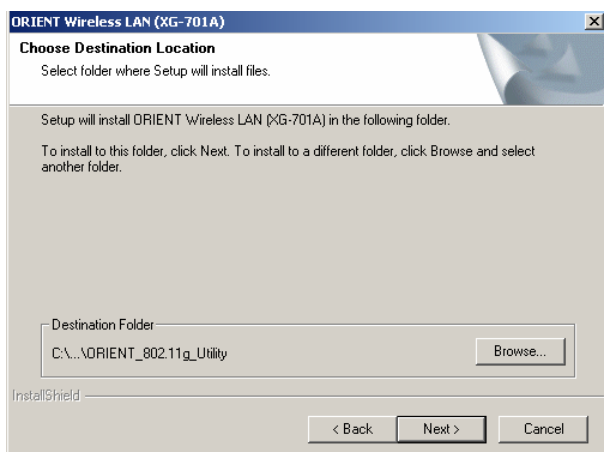 ORIENT Wireless LAN (XG-701A)
Choose Destination Location
Select folder where Setup will install files.
Setup will install ORIENT Wireless LAN (XG-701A) in the following folder.
To install to this folder, click Next. To install to a different folder, click Browse and select
another folder.
Destination Folder
C:\...\ORIENT_802.11g_Utility
Browse...
InstallShield
< Back
Next >
Cancel